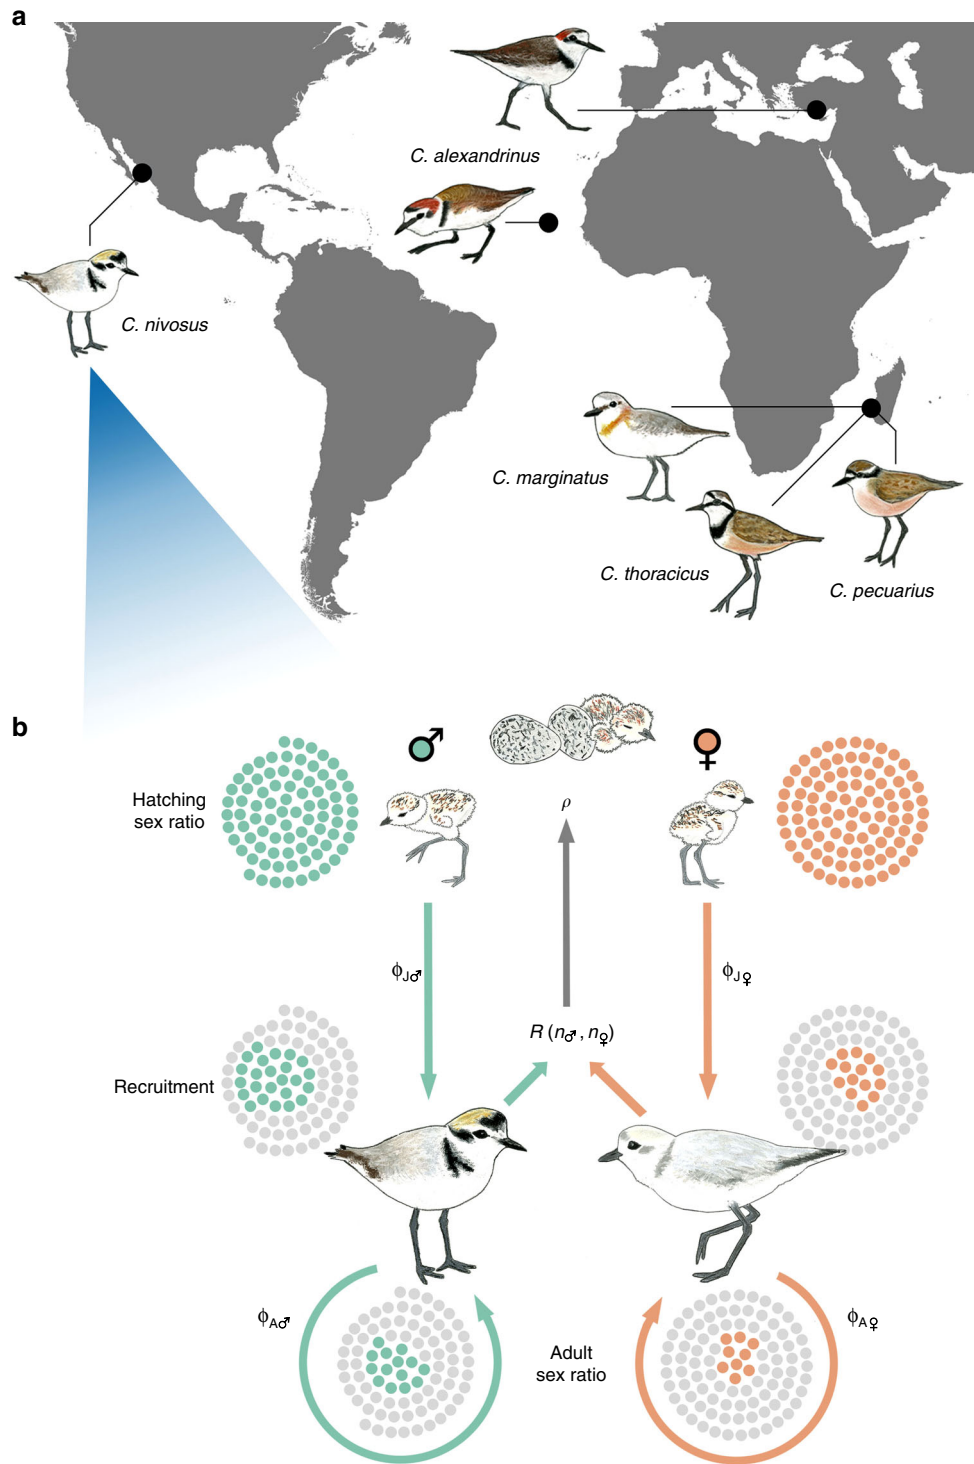 a
C. alexandrinus
C. nivosus
C. marginatus
C. thoracicus
C. pecuarius
b
♂
♀
Hatching
sex ratio
ρ
ϕJ♂
ϕJ♀
R (n♂, n♀)
Recruitment
ϕA♂
ϕA♀
Adult
sex ratio